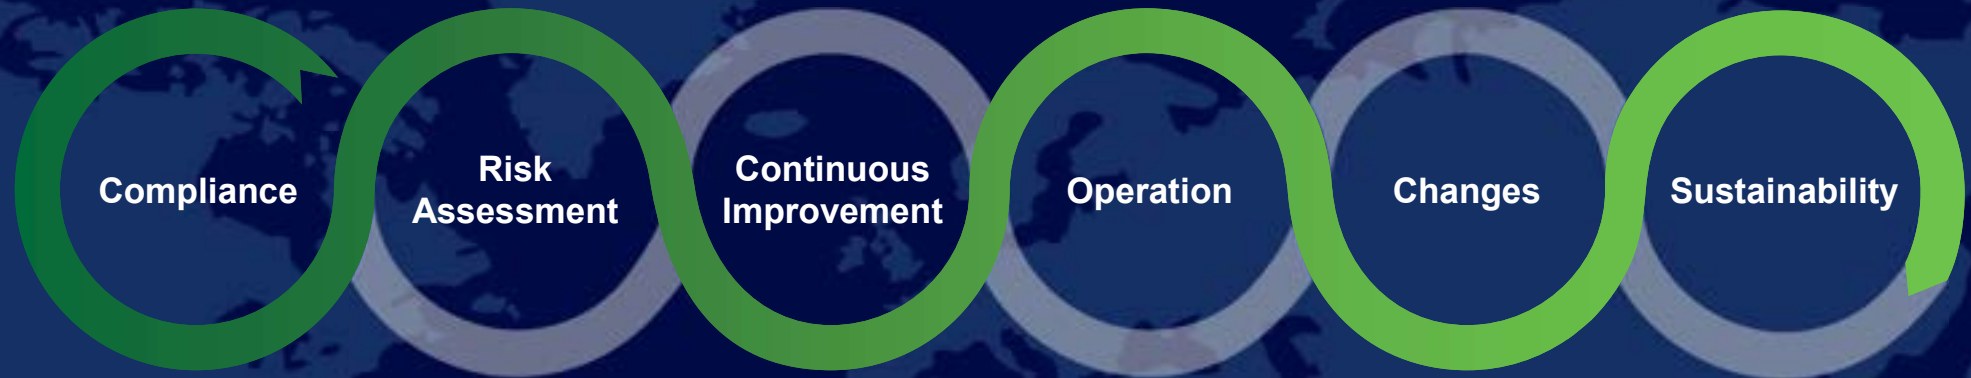 Compliance
Risk
Assessment
Continuous
Improvement
Operation
Changes
Sustainability